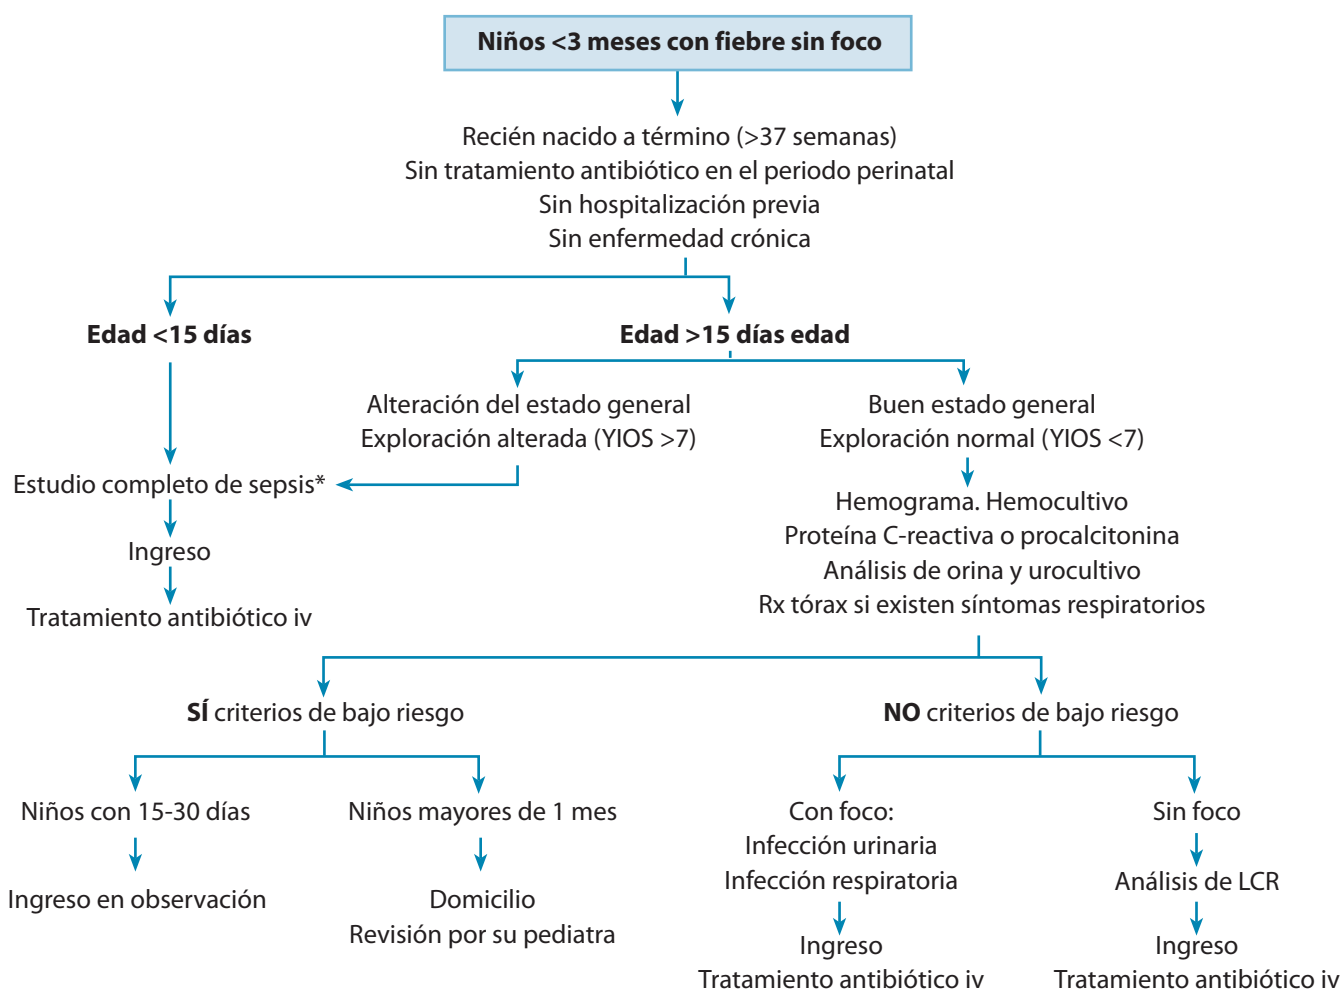 Niños <3 meses con fiebre sin foco
Recién nacido a término (>37 semanas)
Sin tratamiento antibiótico en el periodo perinatal
Sin hospitalización previa
Sin enfermedad crónica
Edad <15 días
Edad >15 días edad
Alteración del estado general
Exploración alterada (YIOS >7)
Buen estado general
Exploración normal (YIOS <7)
Estudio completo de sepsis*
Ingreso
Tratamiento antibiótico iv
Hemograma. Hemocultivo
Proteína C-reactiva o procalcitonina
Análisis de orina y urocultivo
Rx tórax si existen síntomas respiratorios
SÍ criterios de bajo riesgo
NO criterios de bajo riesgo
Niños con 15-30 días
Ingreso en observación
Niños mayores de 1 mes
Domicilio
Revisión por su pediatra
Con foco:
Infección urinaria
Infección respiratoria
Ingreso
Tratamiento antibiótico iv
Sin foco
Análisis de LCR
Ingreso
Tratamiento antibiótico iv